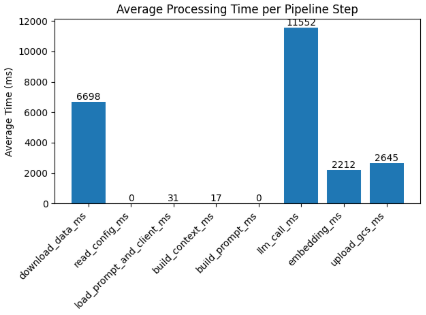 Average Processing Time per Pipeline Step
Average Time (ms)
12000
10000
8000
6000
4000
2000
0
6698
0
31
17
0
11552
2212
2645
download_data_ms
read_config_ms
load_prompt_and_client_ms
build_context_ms
build_prompt_ms
llm_call_ms
embedding_ms
upload_gcs_ms